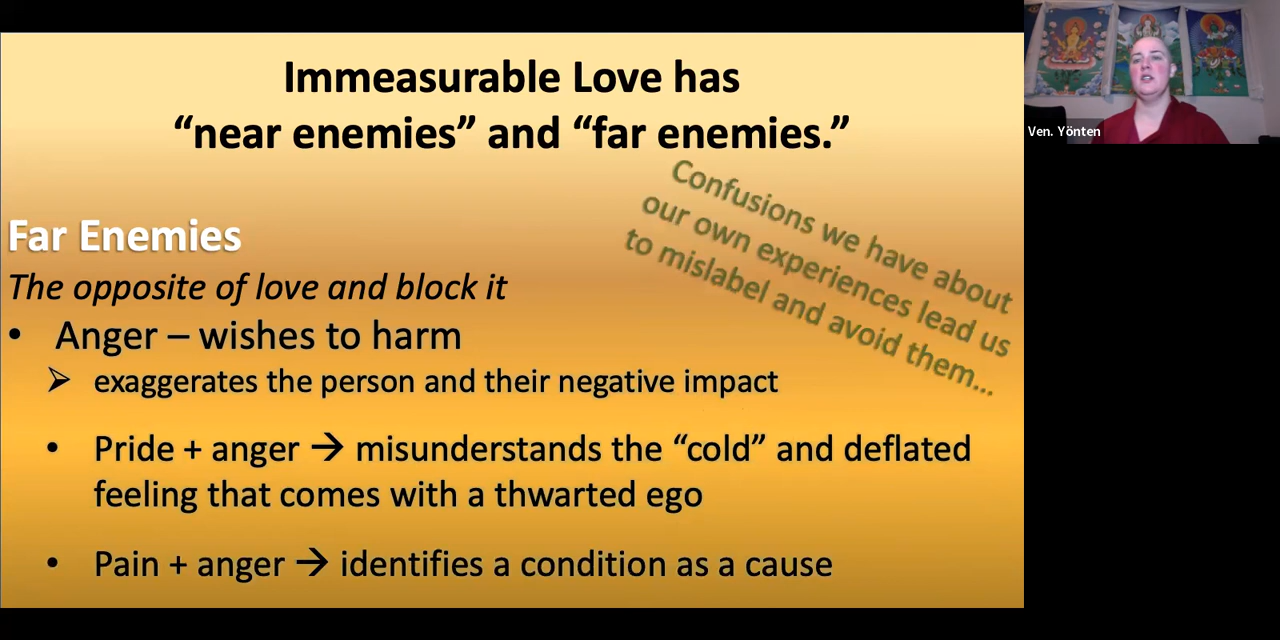 Immeasurable Love has
“near enemies” and “far enemies.”
Confusions we have about
our own experiences lead us
to mislabel and avoid them...
Far Enemies
The opposite of love and block it
• Anger – wishes to harm
➢ exaggerates the person and their negative impact
• Pride + anger → misunderstands the “cold” and deflated
feeling that comes with a thwarted ego
• Pain + anger → identifies a condition as a cause
Ven. Yönten